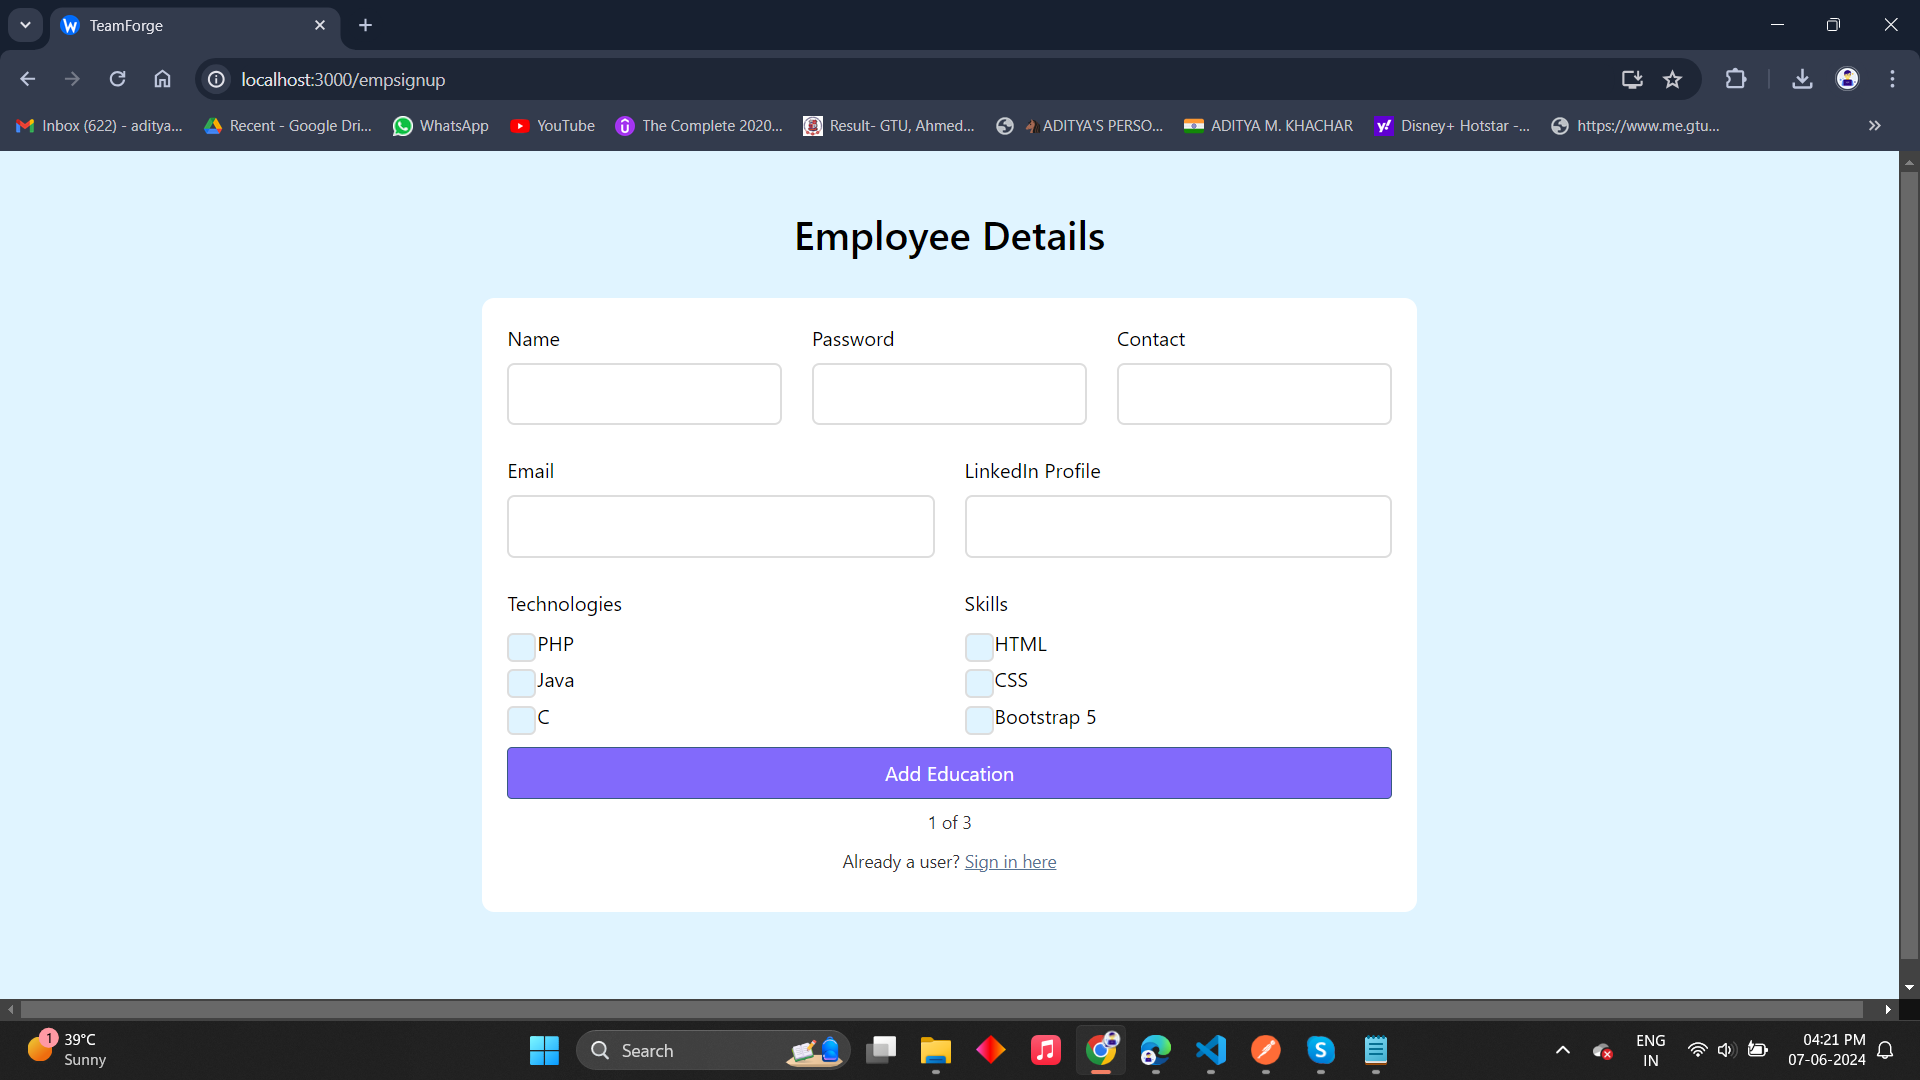 TeamForge
localhost:3000/empsignup
Inbox (622) - aditya... Recent - Google Dri... WhatsApp YouTube The Complete 2020... Result- GTU, Ahmed... ADITYA'S PERSO... ADITYA M. KHACHAR Disney+ Hotstar -... https://www.me.gtu...
Employee Details
Name Password Contact
Email LinkedIn Profile
Technologies Skills
PHP HTML
Java CSS
C Bootstrap 5
Add Education
1 of 3
Already a user? Sign in here
1 39°C
Sunny
Search
ENG
IN
04:21 PM
07-06-2024